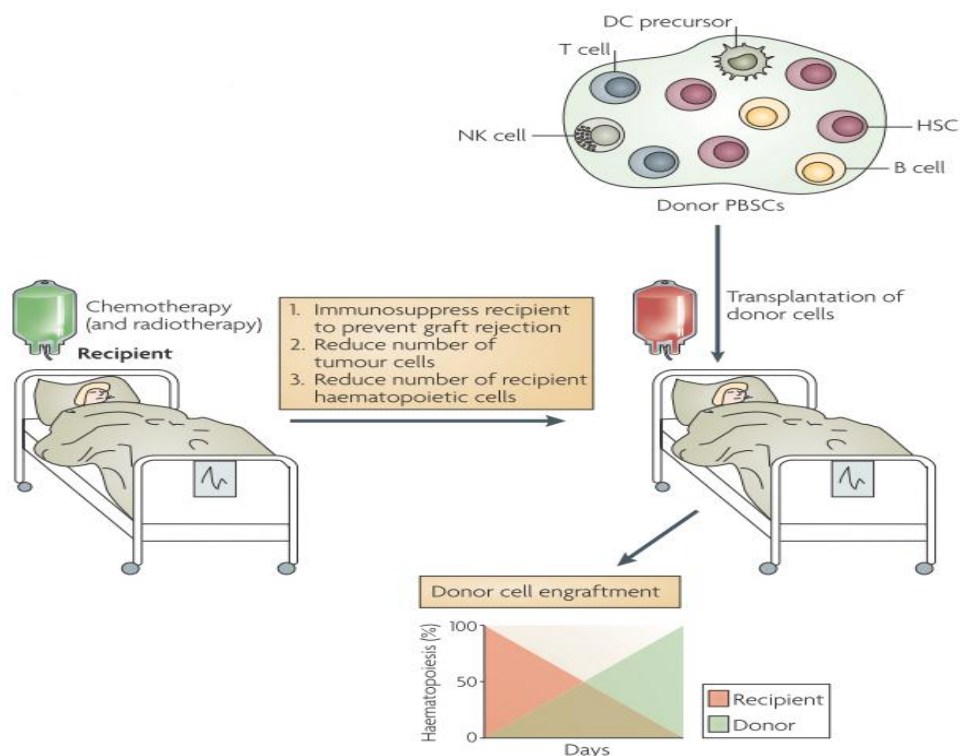 DC precursor
T cell
NK cell
HSC
B cell
Donor PBSCs
Chemotherapy
(and radiotherapy)
Recipient
1. Immunosuppress recipient
to prevent graft rejection
2. Reduce number of
tumour cells
3. Reduce number of recipient
haematopoietic cells
Transplantation of
donor cells
Donor cell engraftment
Haematopoiesis (%)
100
50
0
Days
Recipient
Donor